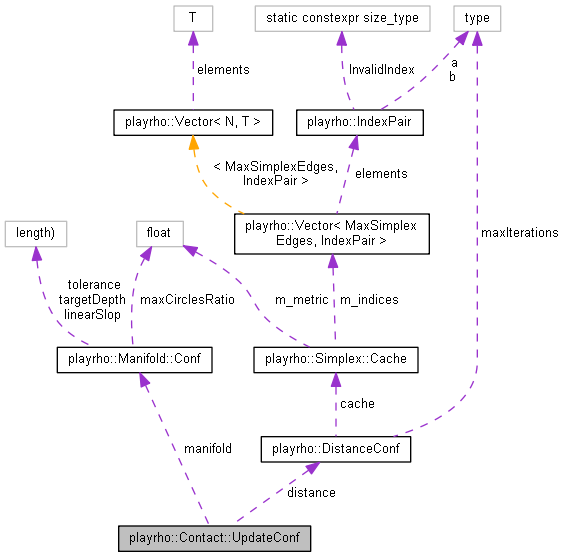 T
static constexpr size_type
type
elements
InvalidIndex
a
b
playrho::Vector< N, T >
playrho::IndexPair
< MaxSimplexEdges,
IndexPair >
elements
length)
float
playrho::Vector< MaxSimplex
Edges, IndexPair >
maxIterations
tolerance
targetDepth
linearSlop
maxCirclesRatio
m_metric
m_indices
playrho::Manifold::Conf
playrho::Simplex::Cache
cache
manifold
playrho::DistanceConf
distance
playrho::Contact::UpdateConf